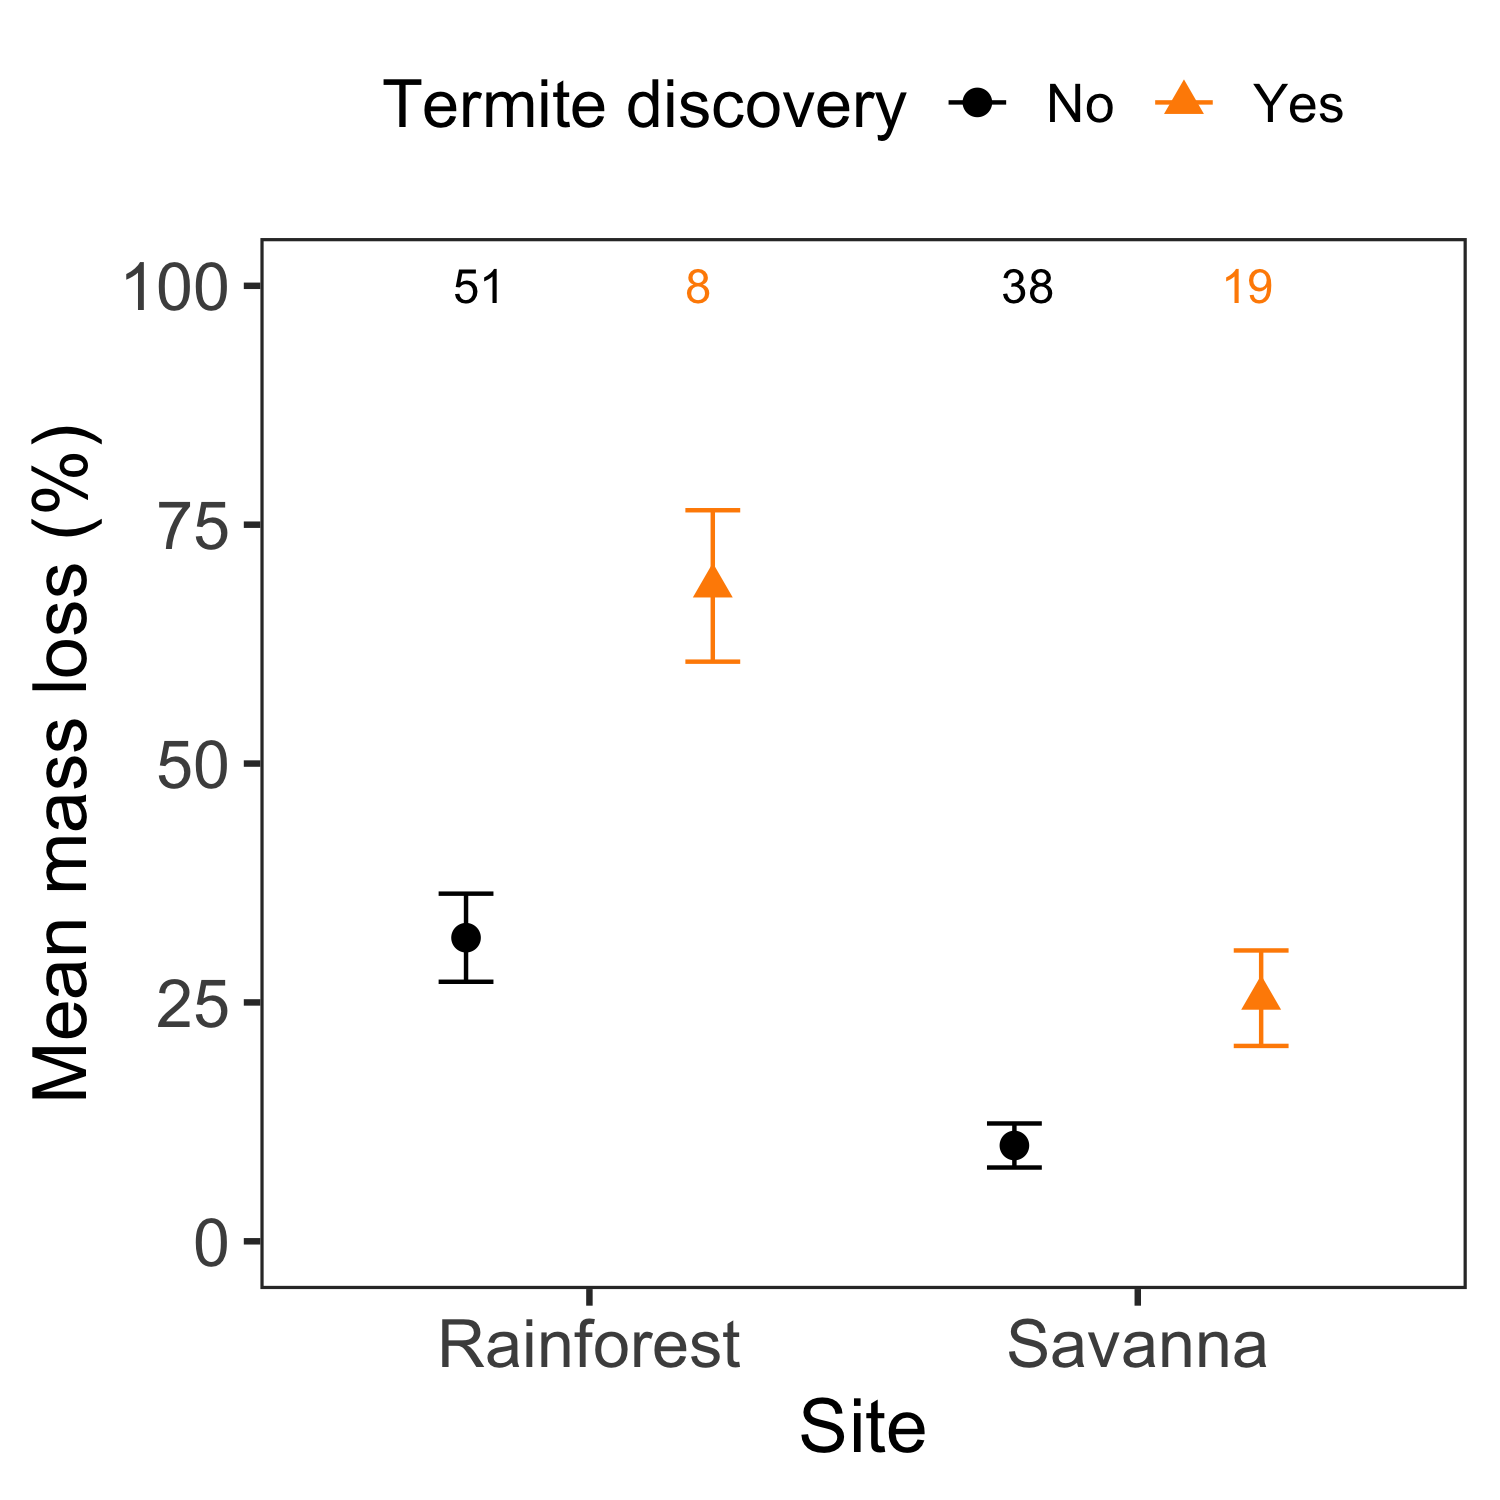 Termite discovery No Yes
51 8 38 19
100
75
50
25
0
Mean mass loss (%)
Rainforest Savanna
Site